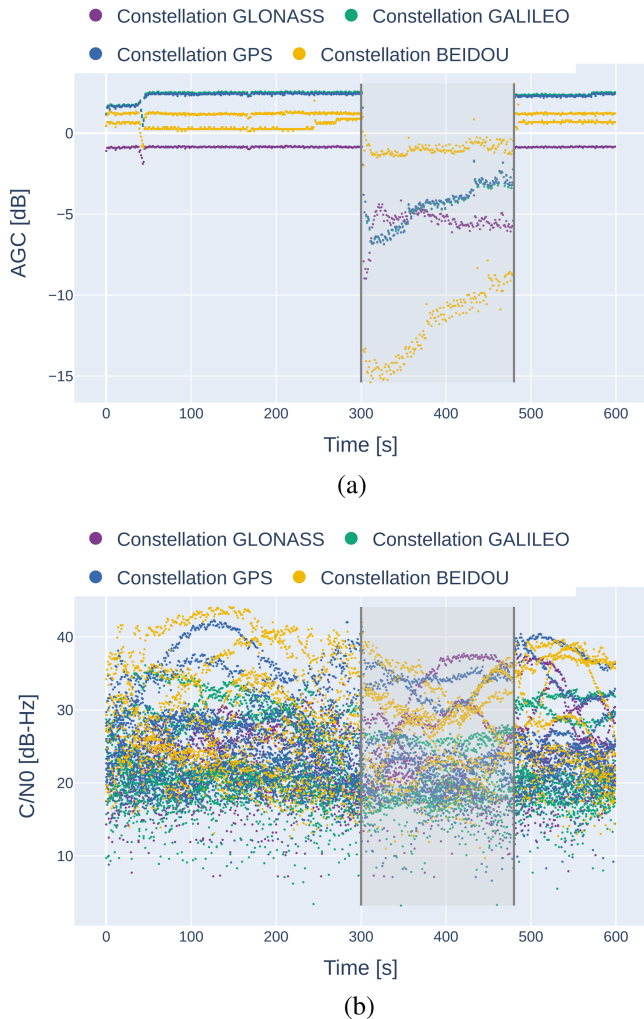 Constellation GLONASS Constellation GALILEO
Constellation GPS Constellation BEIDOU
AGC [dB]
0
−5
−10
−15
0 100 200 300 400 500 600
Time [s]
(a)
Constellation GLONASS Constellation GALILEO
Constellation GPS Constellation BEIDOU
C/N0 [dB-Hz]
40
30
20
10
0 100 200 300 400 500 600
Time [s]
(b)